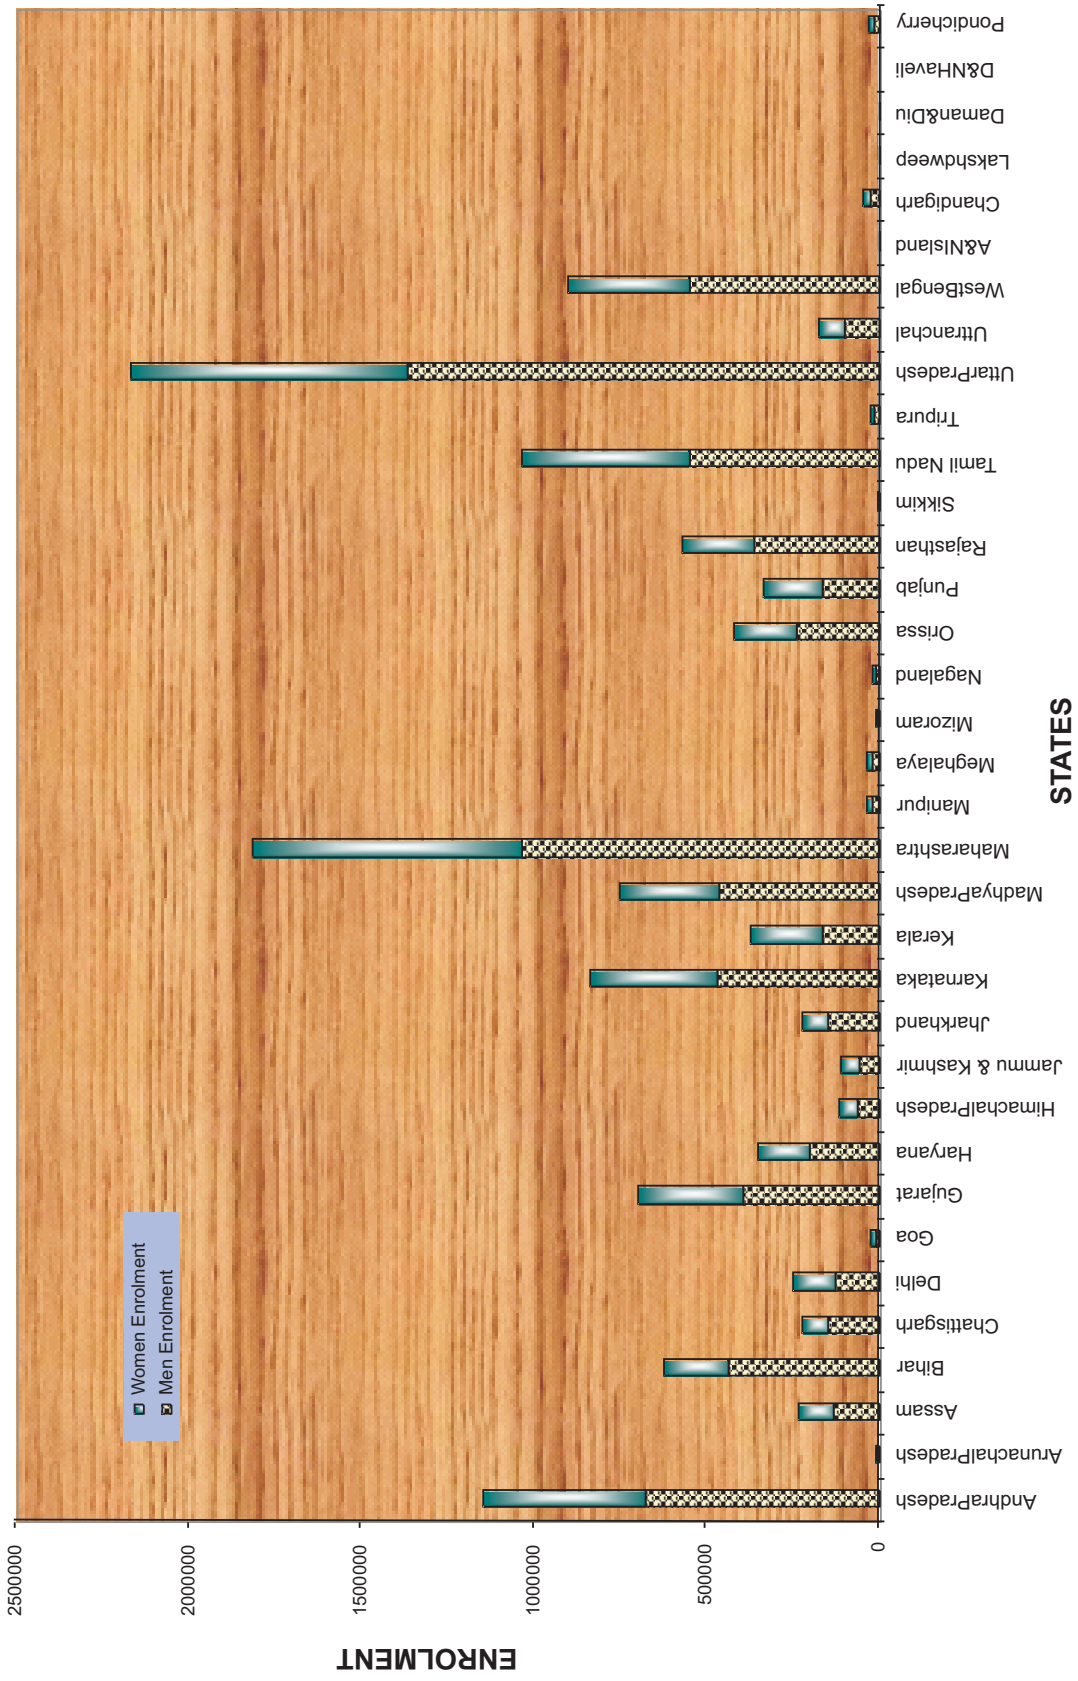 ENROLMENT
2500000
2000000
1500000
1000000
500000
0
Women Enrolment
Men Enrolment
AndhraPradesh
ArunachalPradesh
Assam
Bihar
Chattisgarh
Delhi
Goa
Gujarat
Haryana
HimachalPradesh
Jammu & Kashmir
Jharkhand
Karnataka
Kerala
MadhyaPradesh
Maharashtra
Manipur
Meghalaya
Mizoram
Nagaland
Orissa
Punjab
Rajasthan
Sikkim
Tamil Nadu
Tripura
UttarPradesh
Uttranchal
WestBengal
A&NIsland
Chandigarh
Lakshdweep
Daman&Diu
D&NHaveli
Pondicherry
STATES